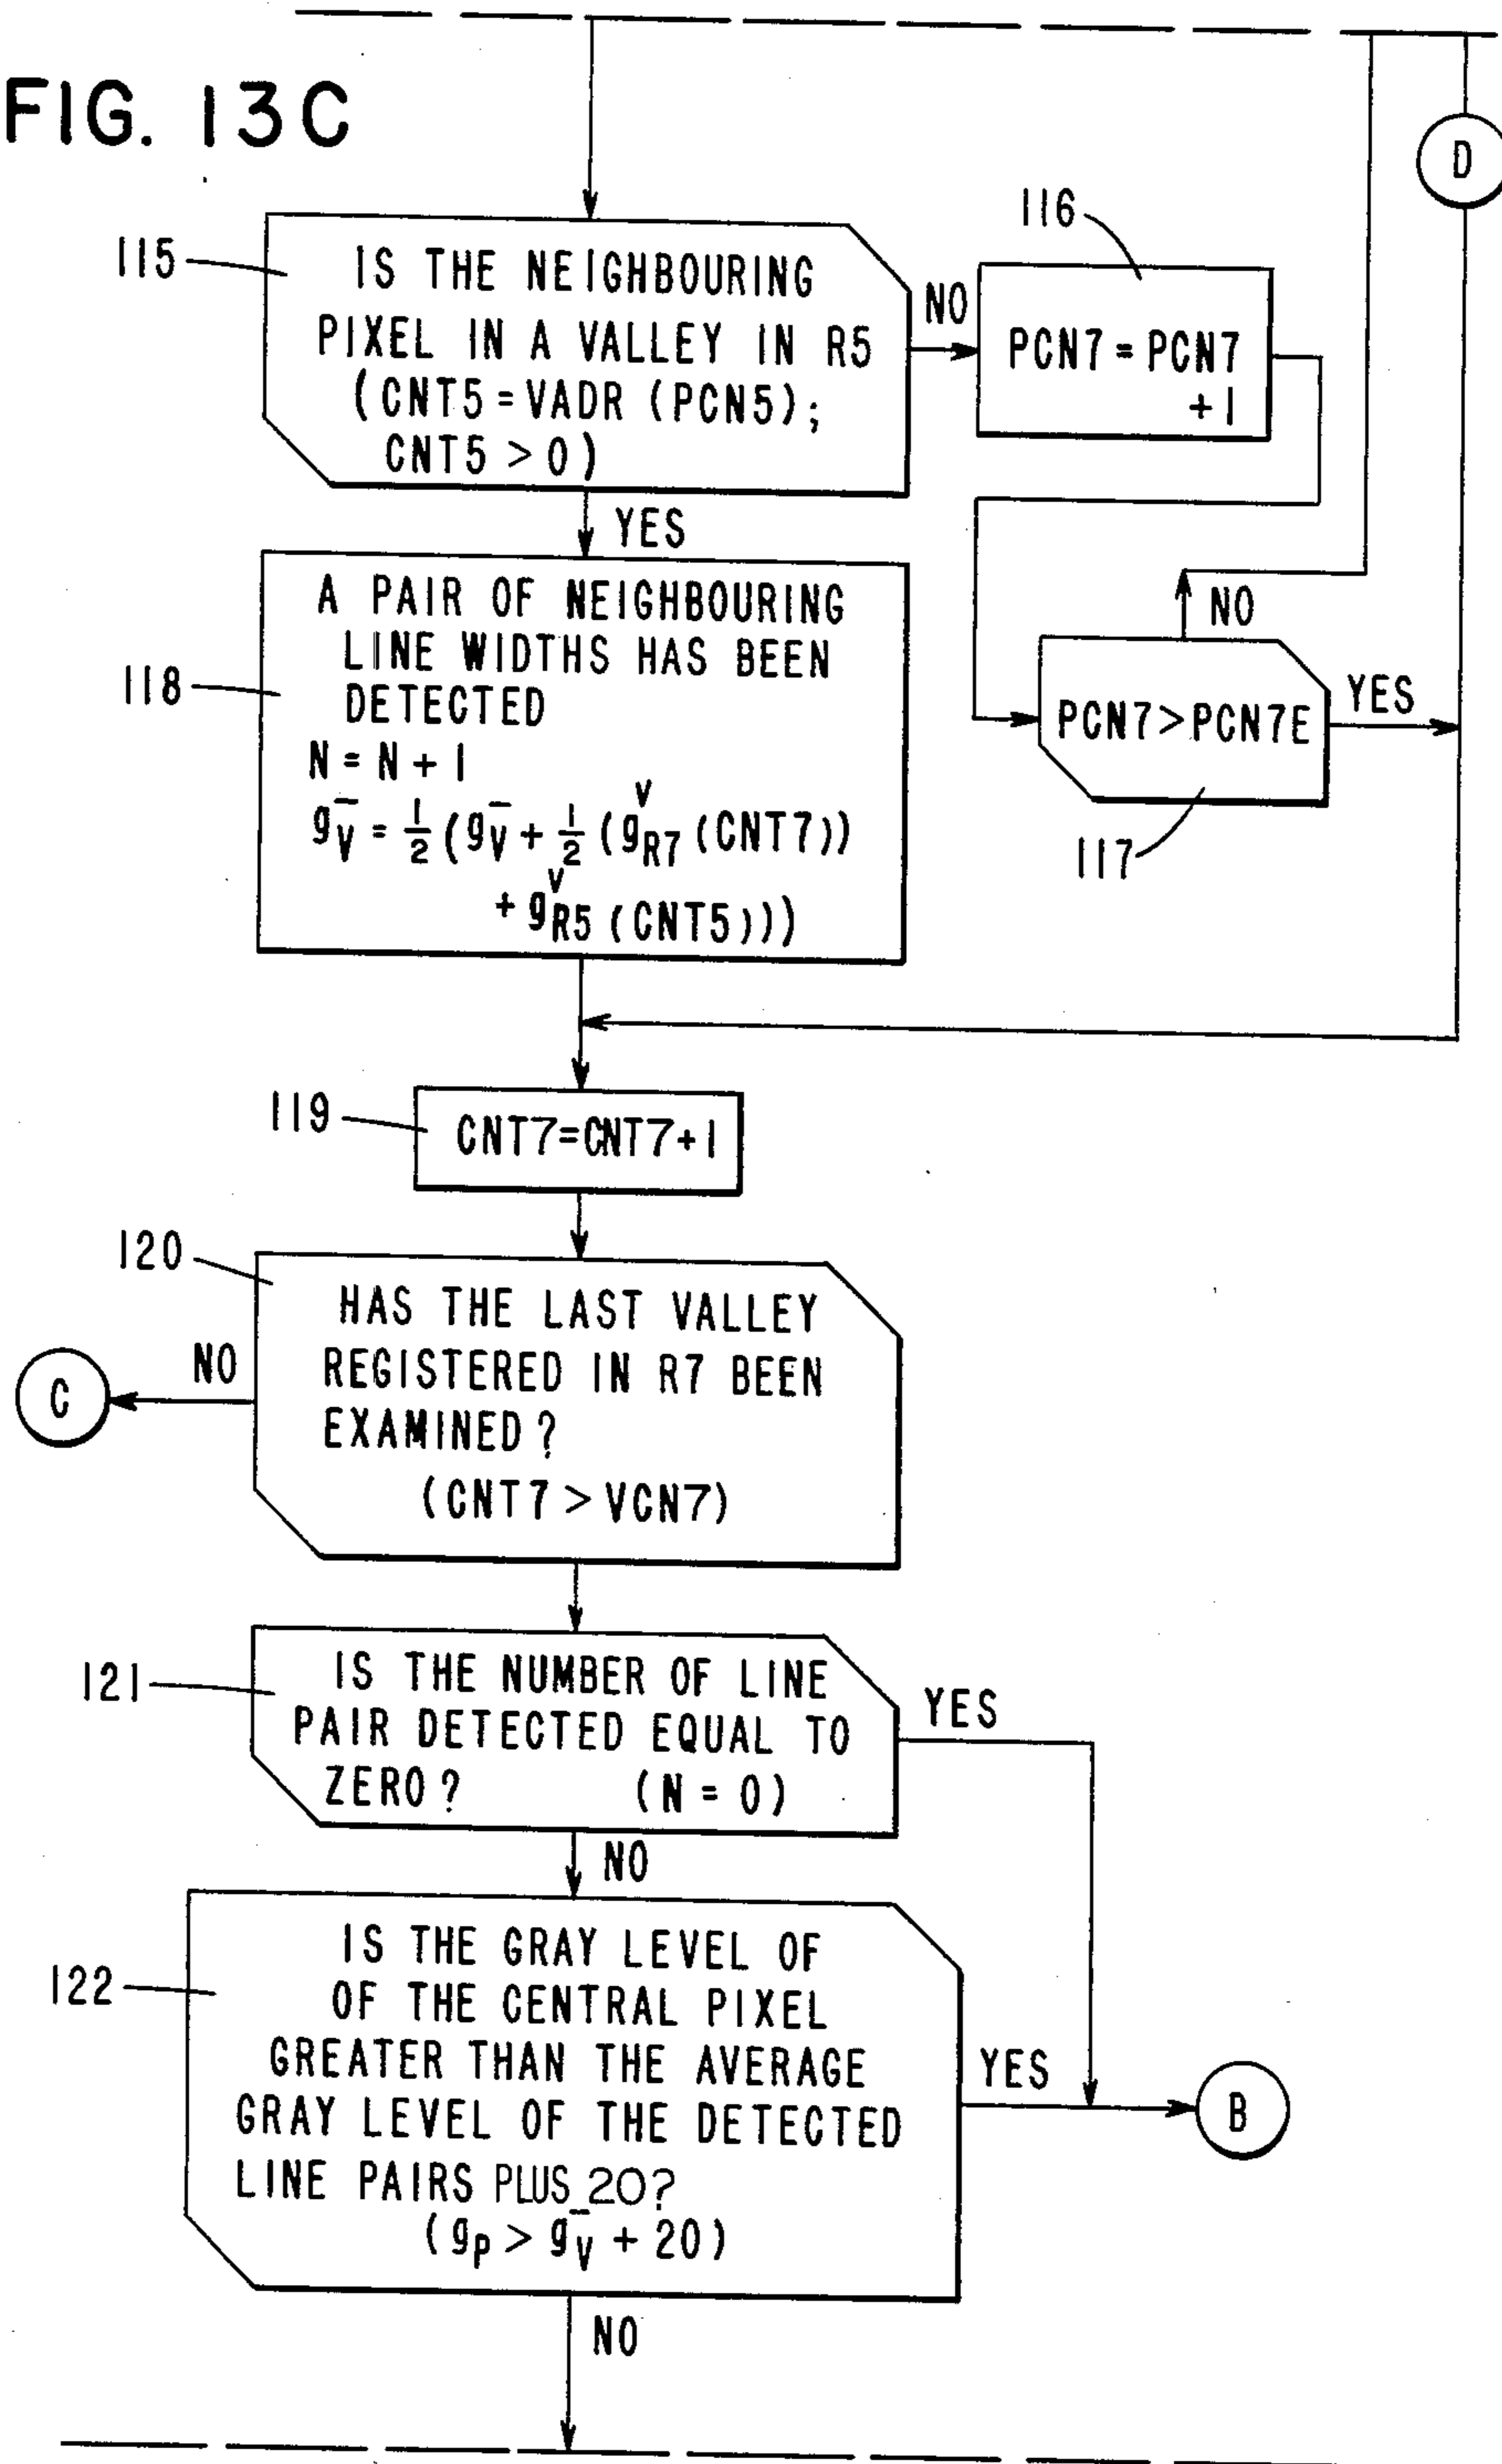 FIG. 13C
D
115
IS THE NEIGHBOURING
PIXEL IN A VALLEY IN R5
(CNT5 = VADR (PCN5);
CNT5 > 0)
NO
116
PCN7 = PCN7
+1
YES
118
A PAIR OF NEIGHBOURING
LINE WIDTHS HAS BEEN
DETECTED
N = N + 1
g_V̄ = ½ (g_V̄ + ½ (g^v_R7 (CNT7))
+ g^v_R5 (CNT5)))
NO
PCN7 > PCN7E
YES
117
119
CNT7=CNT7+1
120
HAS THE LAST VALLEY
REGISTERED IN R7 BEEN
EXAMINED?
(CNT7 > VCN7)
NO
C
121
IS THE NUMBER OF LINE
PAIR DETECTED EQUAL TO
ZERO? (N = 0)
YES
NO
122
IS THE GRAY LEVEL OF
OF THE CENTRAL PIXEL
GREATER THAN THE AVERAGE
GRAY LEVEL OF THE DETECTED
LINE PAIRS PLUS 20?
(g_P > g_V̄ + 20)
YES
B
NO